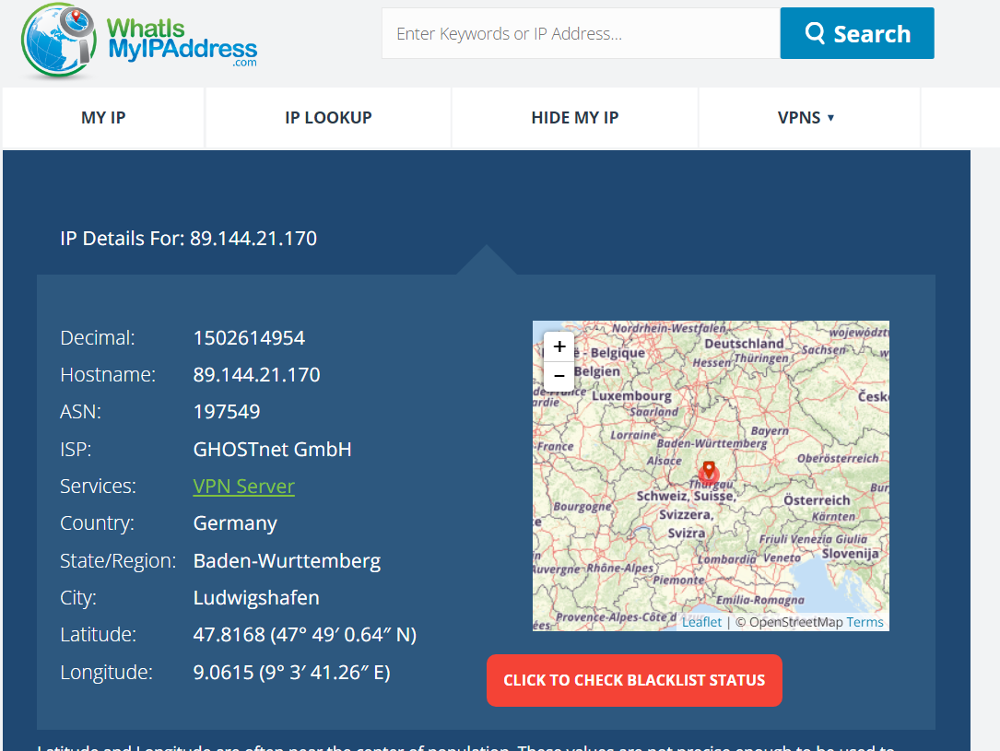 WhatIs
MyIPAddress
.com
Enter Keywords or IP Address...
Search
MY IP
IP LOOKUP
HIDE MY IP
VPNS ▾
IP Details For: 89.144.21.170
Decimal: 1502614954
Hostname: 89.144.21.170
ASN: 197549
ISP: GHOSTnet GmbH
Services: VPN Server
Country: Germany
State/Region: Baden-Wurttemberg
City: Ludwigshafen
Latitude: 47.8168 (47° 49′ 0.64″ N)
Longitude: 9.0615 (9° 3′ 41.26″ E)
+
−
Nordrhein-Westfalen
województ
Deutschland
Sachsen
- Belgique
Hessen
Thüringen
Belgien
de-France
ardie
Luxembourg
Česk
Saarland
Lorraine
Bayern
-France
Baden-Württemberg
Alsace
Oberösterreich
Thurgau
Bur
Schweiz, Suisse,
Österreich
Bourgogne
Svizzera,
Kärnten
Svizra
Friuli Venezia Giulia
Lombardia
Veneto
Slovenija
Auvergne-Rhône-Alpes
Piemonte
Emilia-Romagna
Provence-Alpes-Côte d'Azur
ées
Leaflet | © OpenStreetMap Terms
CLICK TO CHECK BLACKLIST STATUS
Latitude and Longitude are often near the center of population. These values are not precise enough to be used to